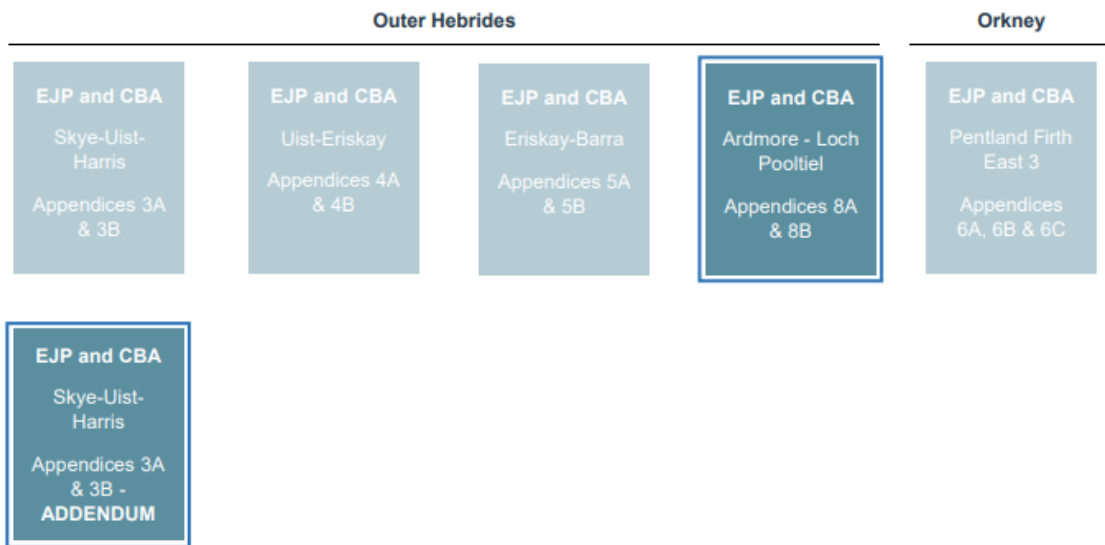 Outer Hebrides
Orkney
EJP and CBA
Skye-Uist-
Harris
Appendices 3A
& 3B
EJP and CBA
Uist-Eriskay
Appendices 4A
& 4B
EJP and CBA
Eriskay-Barra
Appendices 5A
& 5B
EJP and CBA
Ardmore - Loch
Pooltiel
Appendices 8A
& 8B
EJP and CBA
Pentland Firth
East 3
Appendices
6A, 6B & 6C
EJP and CBA
Skye-Uist-
Harris
Appendices 3A
& 3B -
ADDENDUM